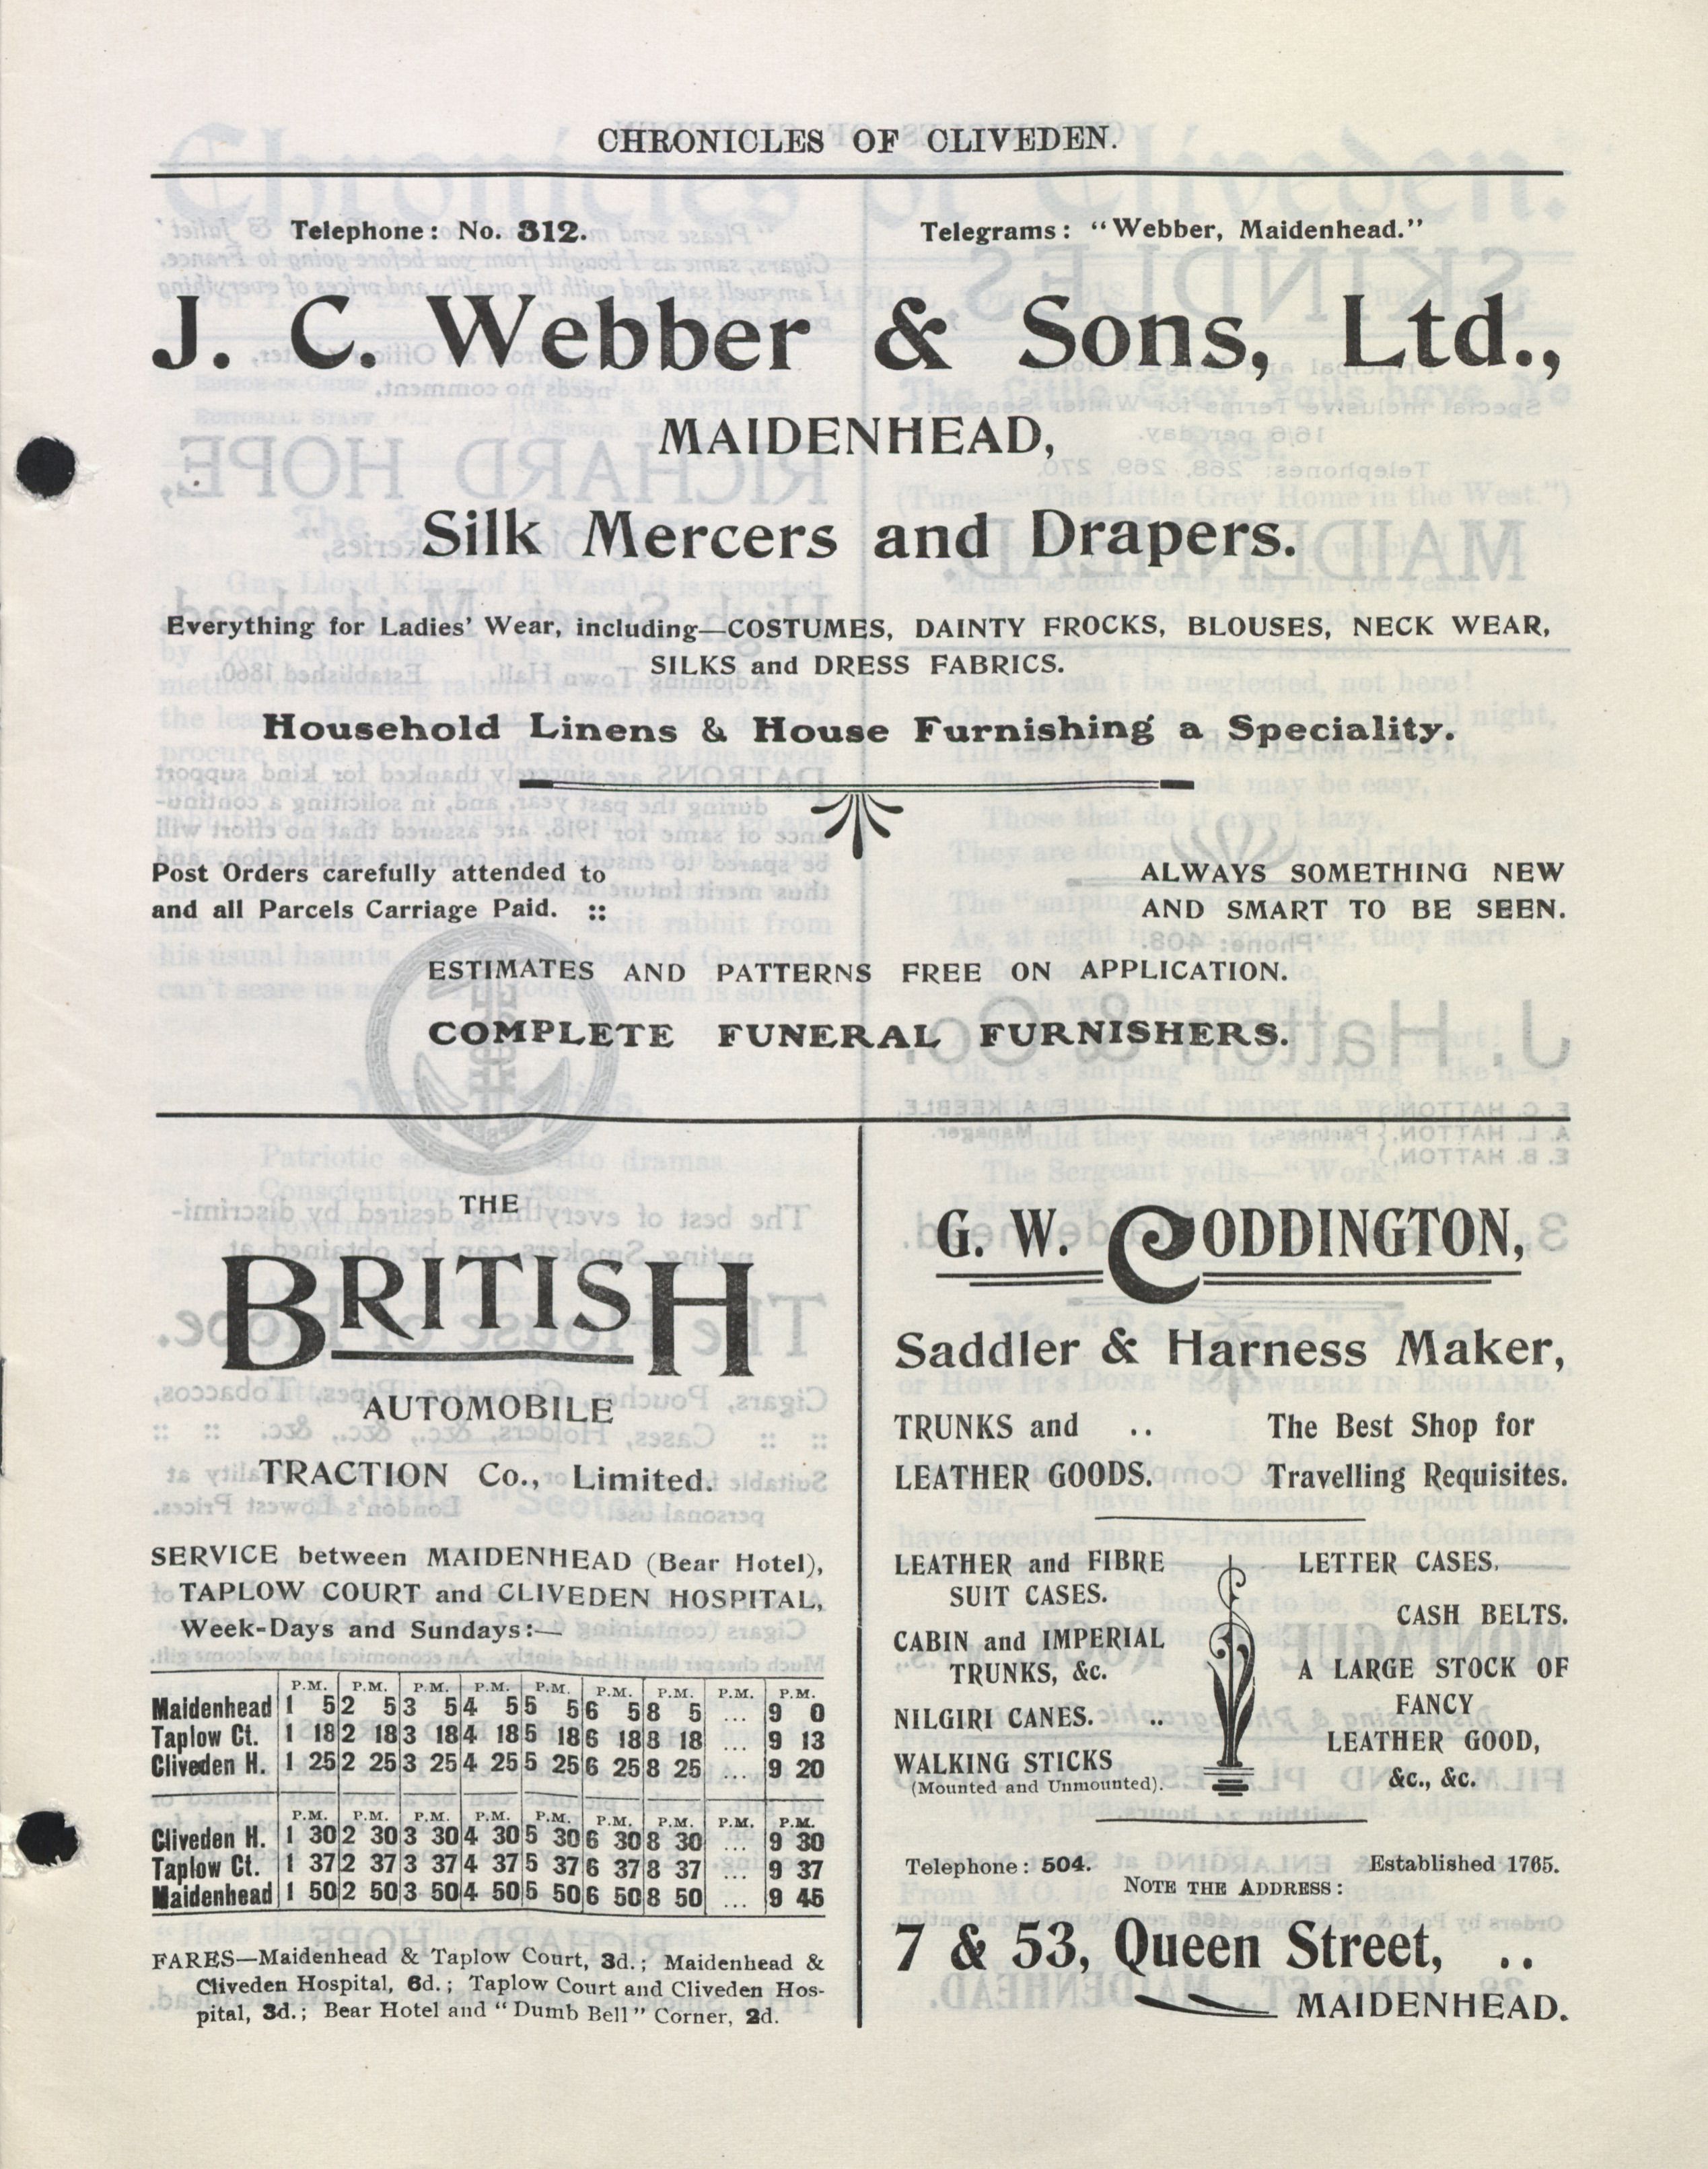 CHRONICLES OF CLIVEDEN.
Telephone: No. 312.
Telegrams: "Webber, Maidenhead."
J. C. Webber & Sons, Ltd.,
MAIDENHEAD,
Silk Mercers and Drapers.
Everything for Ladies' Wear, including—COSTUMES, DAINTY FROCKS, BLOUSES, NECK WEAR,
SILKS and DRESS FABRICS.
Household Linens & House Furnishing a Speciality.
Post Orders carefully attended to
and all Parcels Carriage Paid. ::
ALWAYS SOMETHING NEW
AND SMART TO BE SEEN.
ESTIMATES AND PATTERNS FREE ON APPLICATION.
COMPLETE FUNERAL FURNISHERS.
THE
BRITISH
AUTOMOBILE
TRACTION Co., Limited.
SERVICE between MAIDENHEAD (Bear Hotel),
TAPLOW COURT and CLIVEDEN HOSPITAL,
Week-Days and Sundays:—
P.M. P.M. P.M. P.M. P.M. P.M. P.M. P.M. P.M.
Maidenhead 1 5 2 5 3 5 4 5 5 5 6 5 8 5 ... 9 0
Taplow Ct. 1 18 2 18 3 18 4 18 5 18 6 18 8 18 ... 9 13
Cliveden H. 1 25 2 25 3 25 4 25 5 25 6 25 8 25 ... 9 20
P.M. P.M. P.M. P.M. P.M. P.M. P.M. P.M. P.M.
Cliveden H. 1 30 2 30 3 30 4 30 5 30 6 30 8 30 ... 9 30
Taplow Ct. 1 37 2 37 3 37 4 37 5 37 6 37 8 37 ... 9 37
Maidenhead 1 50 2 50 3 50 4 50 5 50 6 50 8 50 ... 9 45
FARES—Maidenhead & Taplow Court, 3d.; Maidenhead &
Cliveden Hospital, 6d.; Taplow Court and Cliveden Hos-
pital, 3d.; Bear Hotel and "Dumb Bell" Corner, 2d.
G. W. CODDINGTON,
Saddler & Harness Maker,
TRUNKS and ..
LEATHER GOODS.
The Best Shop for
Travelling Requisites.
LEATHER and FIBRE
SUIT CASES.
CABIN and IMPERIAL
TRUNKS, &c.
NILGIRI CANES. ..
WALKING STICKS
(Mounted and Unmounted).
LETTER CASES.
CASH BELTS.
A LARGE STOCK OF
FANCY
LEATHER GOOD,
&c., &c.
Telephone: 504.
Established 1765.
NOTE THE ADDRESS:
7 & 53, Queen Street, ..
MAIDENHEAD.